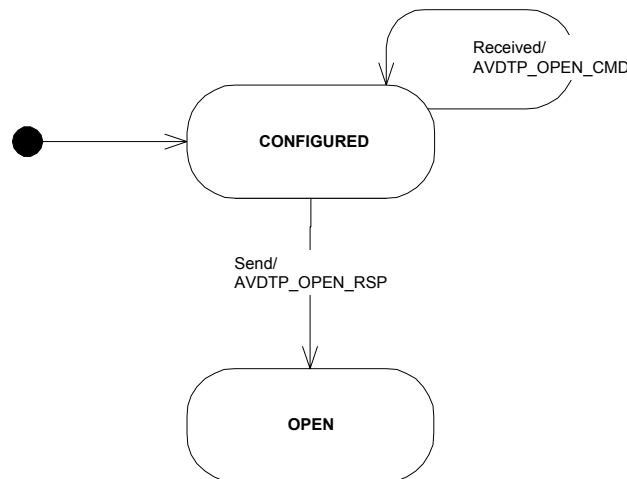 Received/
AVDTP_OPEN_CMD
CONFIGURED
Send/
AVDTP_OPEN_RSP
OPEN